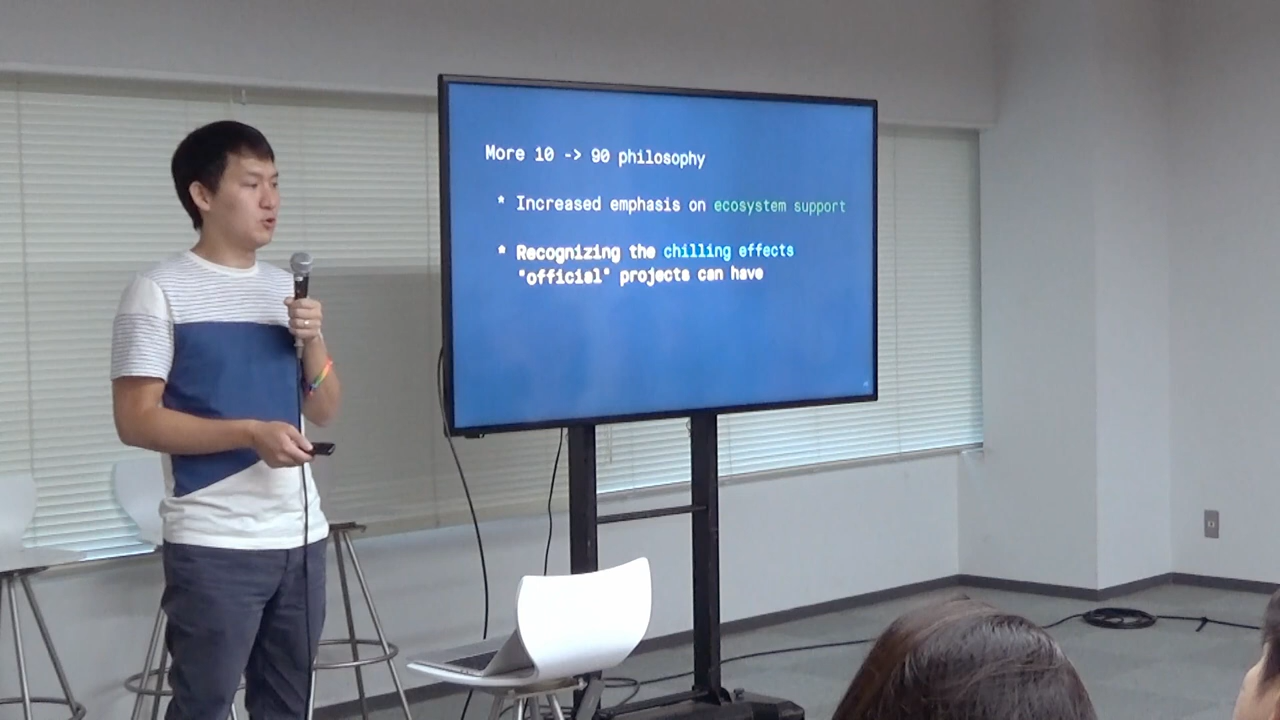 More 10 -> 90 philosophy
* Increased emphasis on ecosystem support
* Recognizing the chilling effects
"official" projects can have